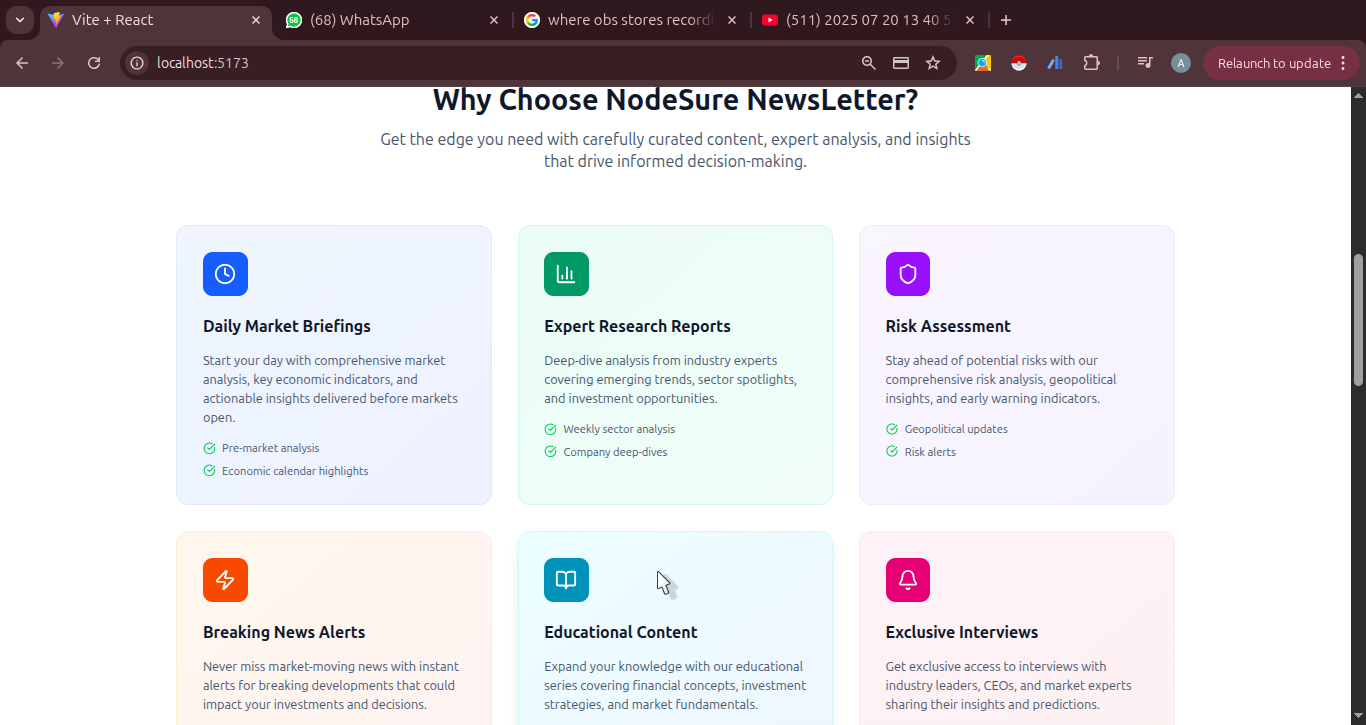 Vite + React
(68) WhatsApp
where obs stores recordi
(511) 2025 07 20 13 40 5
localhost:5173
A
Relaunch to update
Why Choose NodeSure NewsLetter?
Get the edge you need with carefully curated content, expert analysis, and insights
that drive informed decision-making.
Daily Market Briefings
Start your day with comprehensive market
analysis, key economic indicators, and
actionable insights delivered before markets
open.
Pre-market analysis
Economic calendar highlights
Expert Research Reports
Deep-dive analysis from industry experts
covering emerging trends, sector spotlights,
and investment opportunities.
Weekly sector analysis
Company deep-dives
Risk Assessment
Stay ahead of potential risks with our
comprehensive risk analysis, geopolitical
insights, and early warning indicators.
Geopolitical updates
Risk alerts
Breaking News Alerts
Never miss market-moving news with instant
alerts for breaking developments that could
impact your investments and decisions.
Educational Content
Expand your knowledge with our educational
series covering financial concepts, investment
strategies, and market fundamentals.
Exclusive Interviews
Get exclusive access to interviews with
industry leaders, CEOs, and market experts
sharing their insights and predictions.